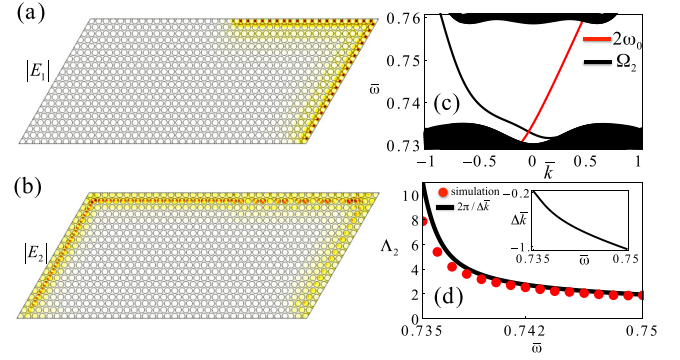 (a)
|E₁|
(b)
|E₂|
0.76
0.75
ω̄
0.74
0.73
2ω₀
Ω₂
(c)
−1 −0.5 0 k̄ 0.5 1
10
8
Λ₂ 6
4
2
0
simulation
2π / Δk̄
−0.2
Δk̄
−1
0.735 ω̄ 0.75
(d)
0.735 0.742 0.75
ω̄